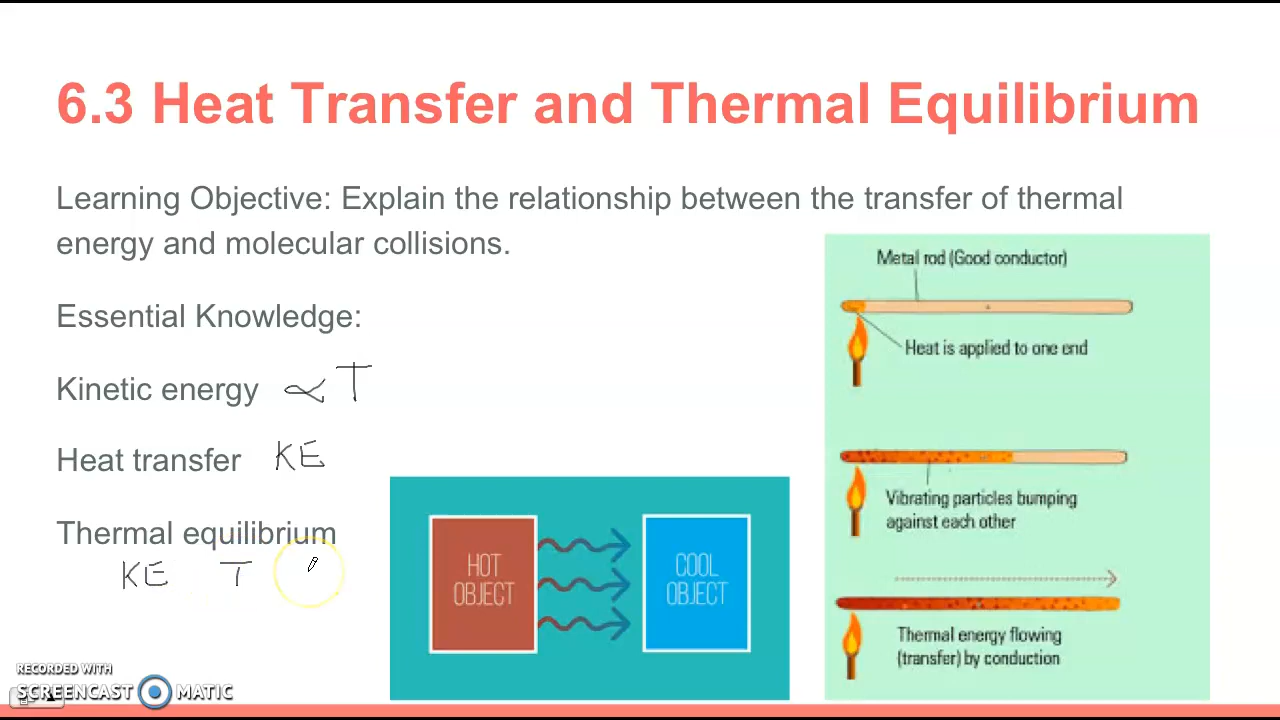 6.3 Heat Transfer and Thermal Equilibrium
Learning Objective: Explain the relationship between the transfer of thermal
energy and molecular collisions.
Essential Knowledge:
Kinetic energy ∝ T
Heat transfer KE
Thermal equilibrium
KE T
HOT
OBJECT
COOL
OBJECT
Metal rod (Good conductor)
Heat is applied to one end
Vibrating particles bumping
against each other
Thermal energy flowing
(transfer) by conduction
RECORDED WITH
SCREENCAST MATIC